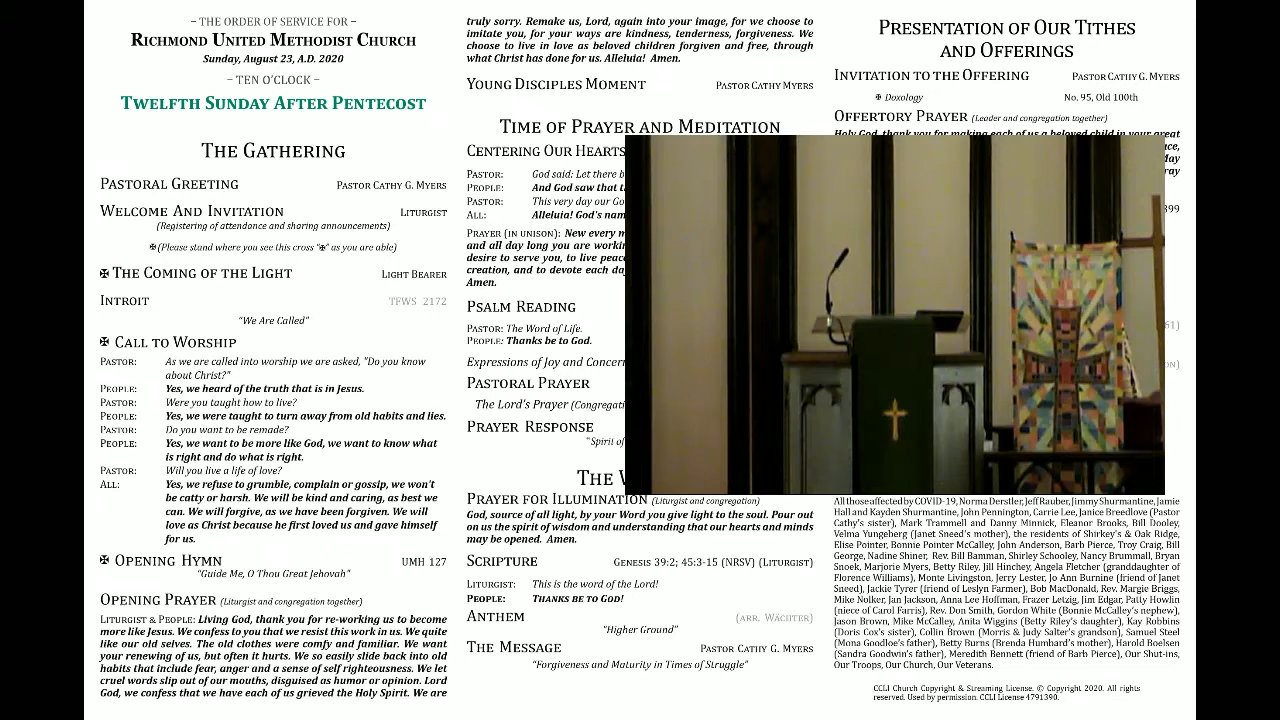 – THE ORDER OF SERVICE FOR –
RICHMOND UNITED METHODIST CHURCH
Sunday, August 23, A.D. 2020
– TEN O'CLOCK –
TWELFTH SUNDAY AFTER PENTECOST
THE GATHERING
PASTORAL GREETING PASTOR CATHY G. MYERS
WELCOME AND INVITATION LITURGIST
(Registering of attendance and sharing announcements)
✠(Please stand where you see this cross "✠" as you are able)
✠ THE COMING OF THE LIGHT LIGHT BEARER
INTROIT TFWS 2172
"We Are Called"
✠ CALL TO WORSHIP
PASTOR: As we are called into worship we are asked, "Do you know
about Christ?"
PEOPLE: Yes, we heard of the truth that is in Jesus.
PASTOR: Were you taught how to live?
PEOPLE: Yes, we were taught to turn away from old habits and lies.
PASTOR: Do you want to be remade?
PEOPLE: Yes, we want to be more like God, we want to know what
is right and do what is right.
PASTOR: Will you live a life of love?
ALL: Yes, we refuse to grumble, complain or gossip, we won't
be catty or harsh. We will be kind and caring, as best we
can. We will forgive, as we have been forgiven. We will
love as Christ because he first loved us and gave himself
for us.
✠ OPENING HYMN UMH 127
"Guide Me, O Thou Great Jehovah"
OPENING PRAYER (Liturgist and congregation together)
LITURGIST & PEOPLE: Living God, thank you for re-working us to become
more like Jesus. We confess to you that we resist this work in us. We quite
like our old selves. The old clothes were comfy and familiar. We want
your renewing of us, but often it hurts. We so easily slide back into old
habits that include fear, anger and a sense of self righteousness. We let
cruel words slip out of our mouths, disguised as humor or opinion. Lord
God, we confess that we have each of us grieved the Holy Spirit. We are
truly sorry. Remake us, Lord, again into your image, for we choose to
imitate you, for your ways are kindness, tenderness, forgiveness. We
choose to live in love as beloved children forgiven and free, through
what Christ has done for us. Alleluia! Amen.
YOUNG DISCIPLES MOMENT PASTOR CATHY MYERS
TIME OF PRAYER AND MEDITATION
CENTERING OUR HEARTS
PASTOR: God said: Let there b
PEOPLE: And God saw that t
PASTOR: This very day our Go
ALL: Alleluia! God's nam
PRAYER (IN UNISON): New every m
and all day long you are workin
desire to serve you, to live peac
creation, and to devote each da
Amen.
PSALM READING
PASTOR: The Word of Life.
PEOPLE: Thanks be to God.
Expressions of Joy and Concer
PASTORAL PRAYER
The Lord's Prayer (Congregati
PRAYER RESPONSE
"Spirit of
THE W
PRAYER FOR ILLUMINATION (Liturgist and congregation)
God, source of all light, by your Word you give light to the soul. Pour out
on us the spirit of wisdom and understanding that our hearts and minds
may be opened. Amen.
SCRIPTURE GENESIS 39:2; 45:3-15 (NRSV) (LITURGIST)
LITURGIST: This is the word of the Lord!
PEOPLE: THANKS BE TO GOD!
ANTHEM (ARR. WÄCHTER)
"Higher Ground"
THE MESSAGE PASTOR CATHY G. MYERS
"Forgiveness and Maturity in Times of Struggle"
PRESENTATION OF OUR TITHES
AND OFFERINGS
INVITATION TO THE OFFERING PASTOR CATHY G. MYERS
✠ Doxology No. 95, Old 100th
OFFERTORY PRAYER (Leader and congregation together)
Holy God, thank you for making each of us a beloved child in your great
All those affected by COVID-19, Norma Derstler, Jeff Rauber, Jimmy Shurmantine, Jamie
Hall and Kayden Shurmantine, John Pennington, Carrie Lee, Janice Breedlove (Pastor
Cathy's sister), Mark Trammell and Danny Minnick, Eleanor Brooks, Bill Dooley,
Velma Yungeberg (Janet Sneed's mother), the residents of Shirkey's & Oak Ridge,
Elise Pointer, Bonnie Pointer McCalley, John Anderson, Barb Pierce, Troy Craig, Bill
George, Nadine Shiner, Rev. Bill Bamman, Shirley Schooley, Nancy Brummall, Bryan
Snoek, Marjorie Myers, Betty Riley, Jill Hinchey, Angela Fletcher (granddaughter of
Florence Williams), Monte Livingston, Jerry Lester, Jo Ann Burnine (friend of Janet
Sneed), Jackie Tyer (friend of Leslyn Farmer), Bob MacDonald, Rev. Margie Briggs,
Mike Nolker, Jan Jackson, Anna Lee Hoffman, Frazer Letzig, Jim Edgar, Patty Howlin
(niece of Carol Farris), Rev. Don Smith, Gordon White (Bonnie McCalley's nephew),
Jason Brown, Mike McCalley, Anita Wiggins (Betty Riley's daughter), Kay Robbins
(Doris Cox's sister), Collin Brown (Morris & Judy Salter's grandson), Samuel Steel
(Mona Goodloe's father), Betty Burns (Brenda Humbard's mother), Harold Boelsen
(Sandra Goodwin's father), Meredith Bennett (friend of Barb Pierce), Our Shut-ins,
Our Troops, Our Church, Our Veterans.
CCLI Church Copyright & Streaming License. © Copyright 2020. All rights
reserved. Used by permission. CCLI License 4791390.